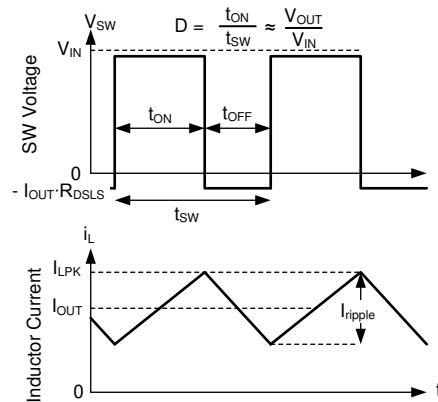 V_SW
D = t_ON / t_SW ≈ V_OUT / V_IN
V_IN
SW Voltage
t_ON
t_OFF
0
- I_OUT·R_DSLS
t_SW
i_L
I_LPK
Inductor Current
I_OUT
I_ripple
0
t